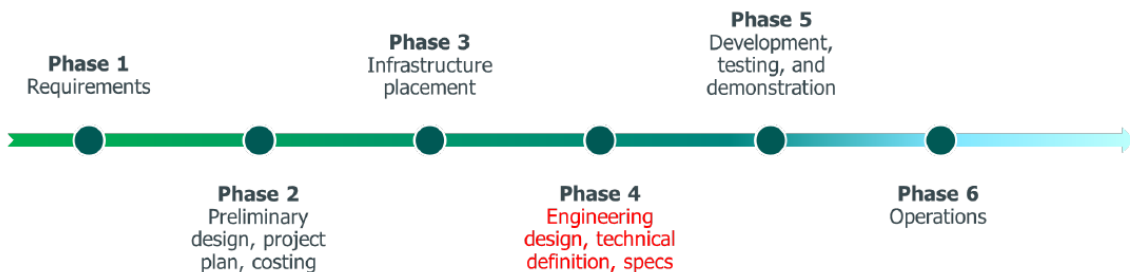 Phase 1
Requirements
Phase 2
Preliminary
design, project
plan, costing
Phase 3
Infrastructure
placement
Phase 4
Engineering
design, technical
definition, specs
Phase 5
Development,
testing, and
demonstration
Phase 6
Operations